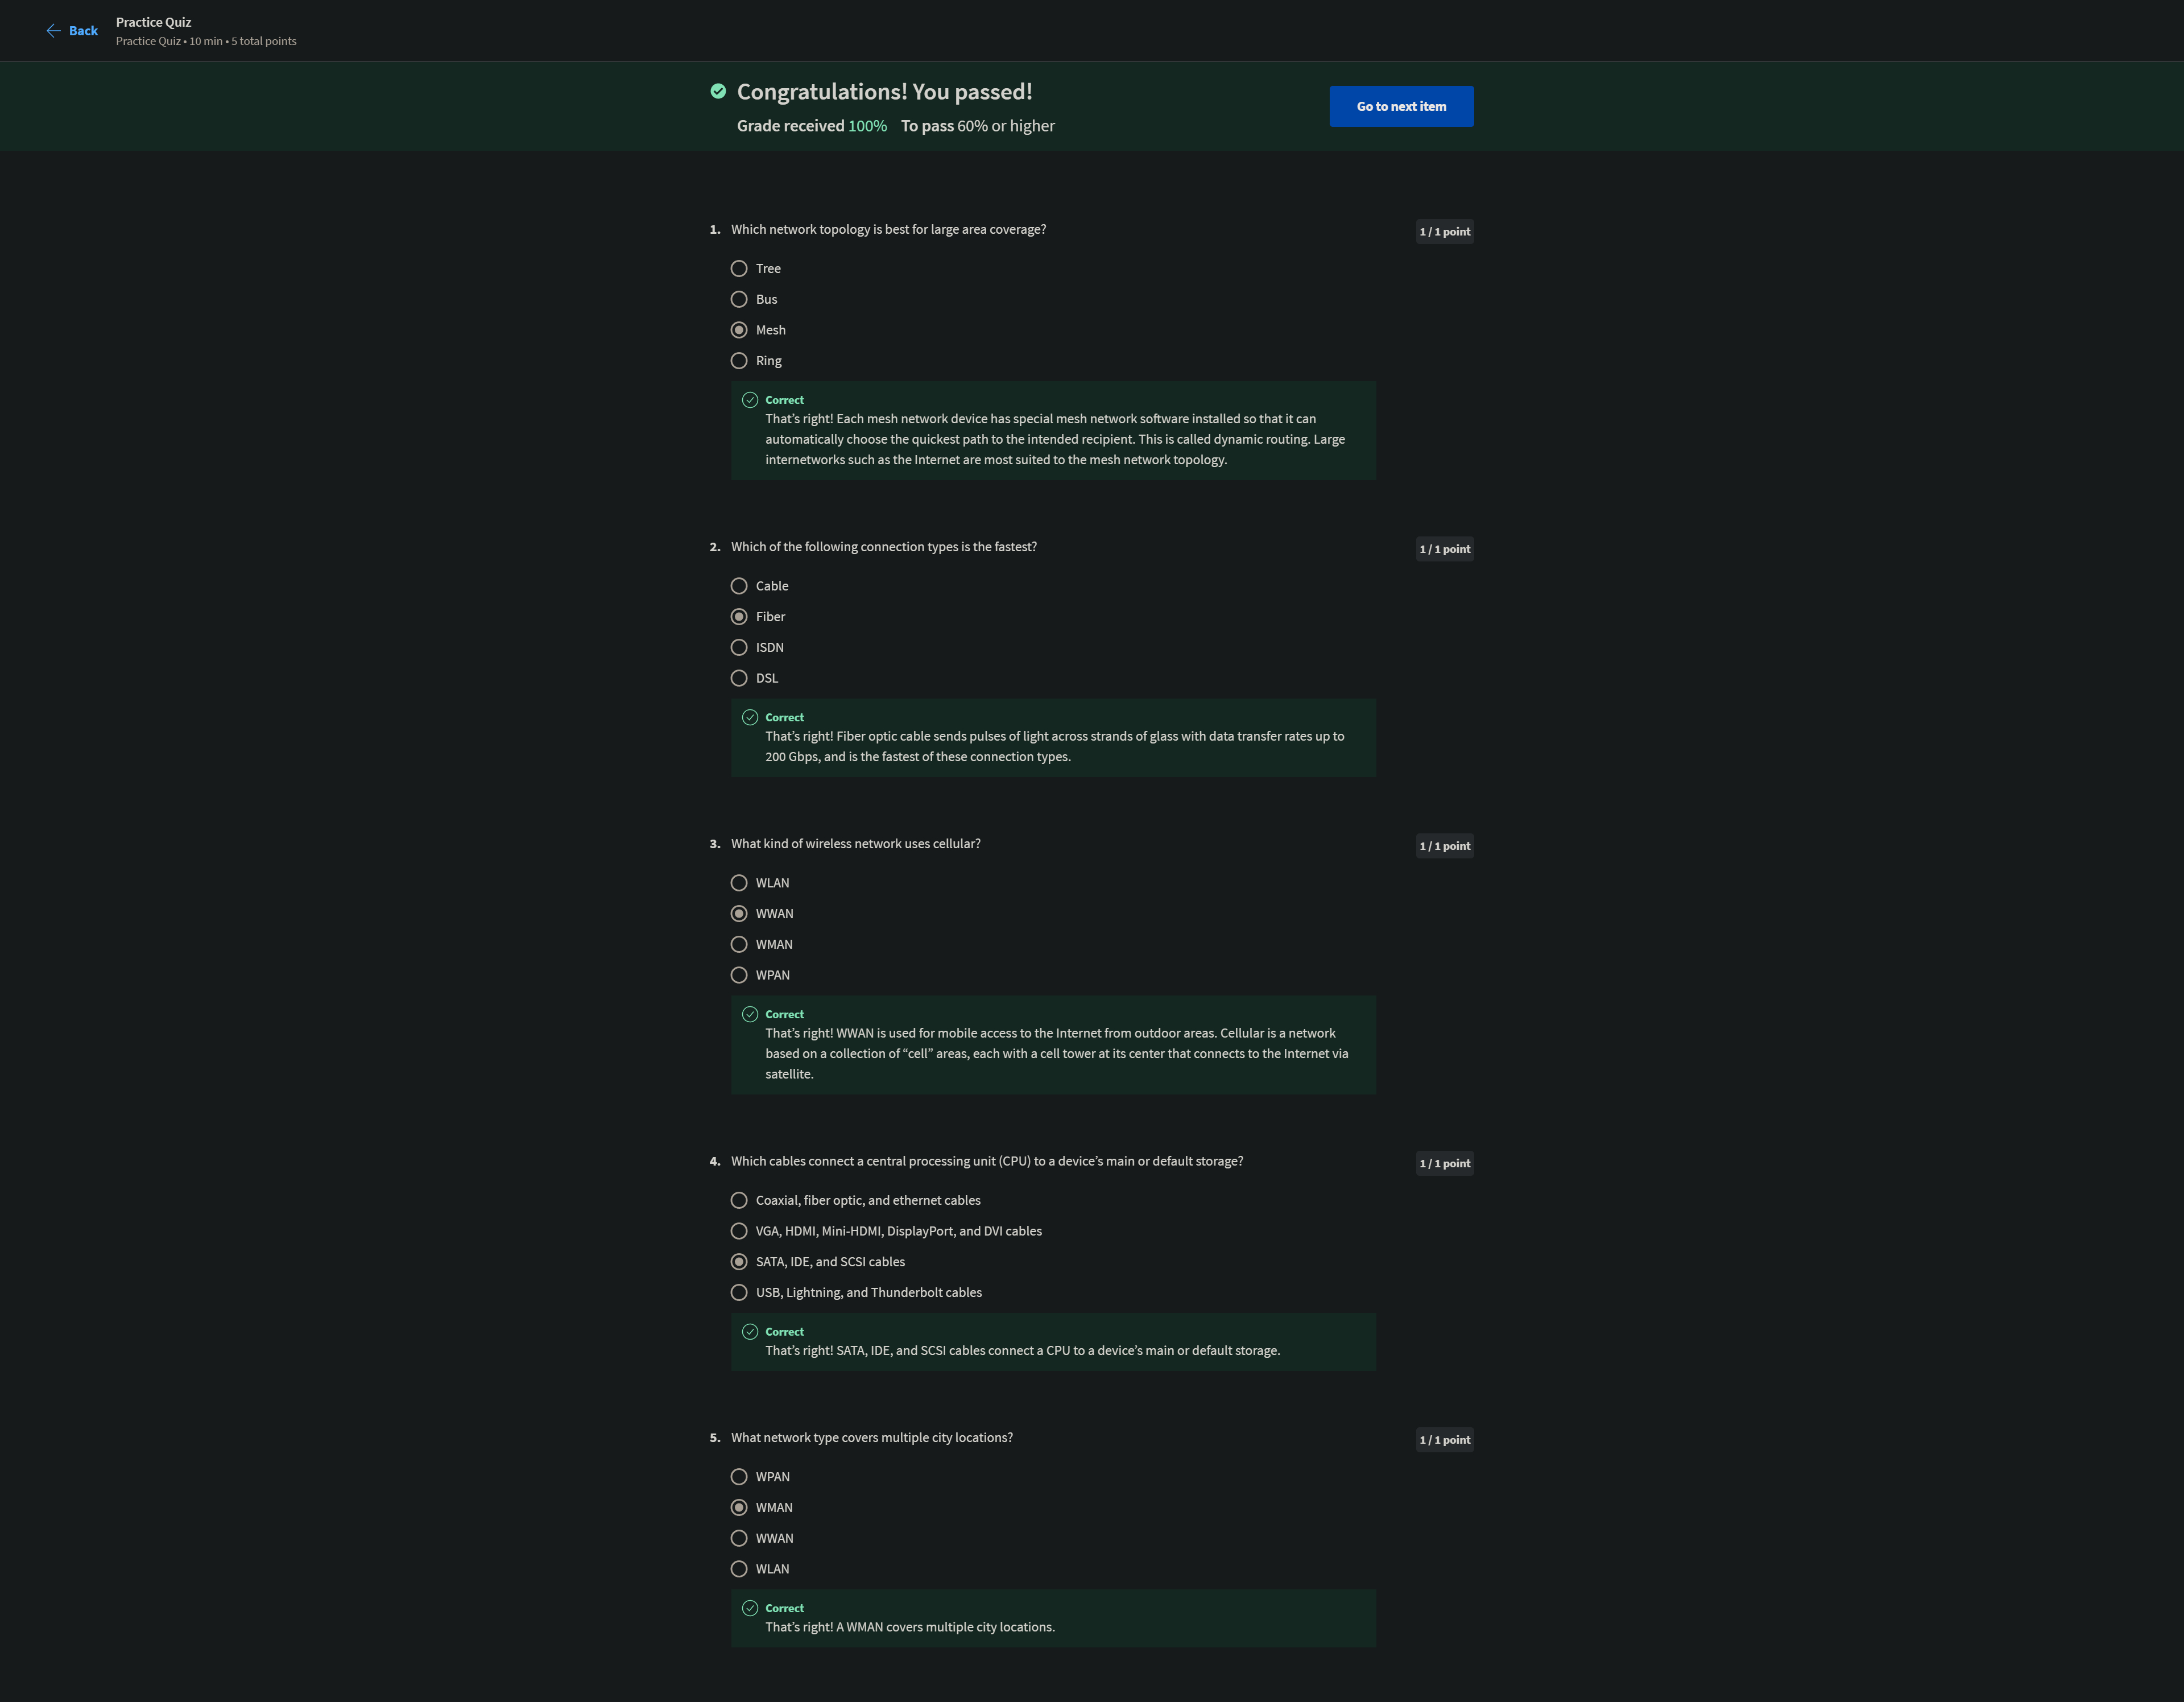 Back
Practice Quiz
Practice Quiz • 10 min • 5 total points
Congratulations! You passed!
Grade received 100% To pass 60% or higher
Go to next item
1. Which network topology is best for large area coverage?
1 / 1 point
Tree
Bus
Mesh
Ring
Correct
That’s right! Each mesh network device has special mesh network software installed so that it can
automatically choose the quickest path to the intended recipient. This is called dynamic routing. Large
internetworks such as the Internet are most suited to the mesh network topology.
2. Which of the following connection types is the fastest?
1 / 1 point
Cable
Fiber
ISDN
DSL
Correct
That’s right! Fiber optic cable sends pulses of light across strands of glass with data transfer rates up to
200 Gbps, and is the fastest of these connection types.
3. What kind of wireless network uses cellular?
1 / 1 point
WLAN
WWAN
WMAN
WPAN
Correct
That’s right! WWAN is used for mobile access to the Internet from outdoor areas. Cellular is a network
based on a collection of “cell” areas, each with a cell tower at its center that connects to the Internet via
satellite.
4. Which cables connect a central processing unit (CPU) to a device’s main or default storage?
1 / 1 point
Coaxial, fiber optic, and ethernet cables
VGA, HDMI, Mini-HDMI, DisplayPort, and DVI cables
SATA, IDE, and SCSI cables
USB, Lightning, and Thunderbolt cables
Correct
That’s right! SATA, IDE, and SCSI cables connect a CPU to a device’s main or default storage.
5. What network type covers multiple city locations?
1 / 1 point
WPAN
WMAN
WWAN
WLAN
Correct
That’s right! A WMAN covers multiple city locations.